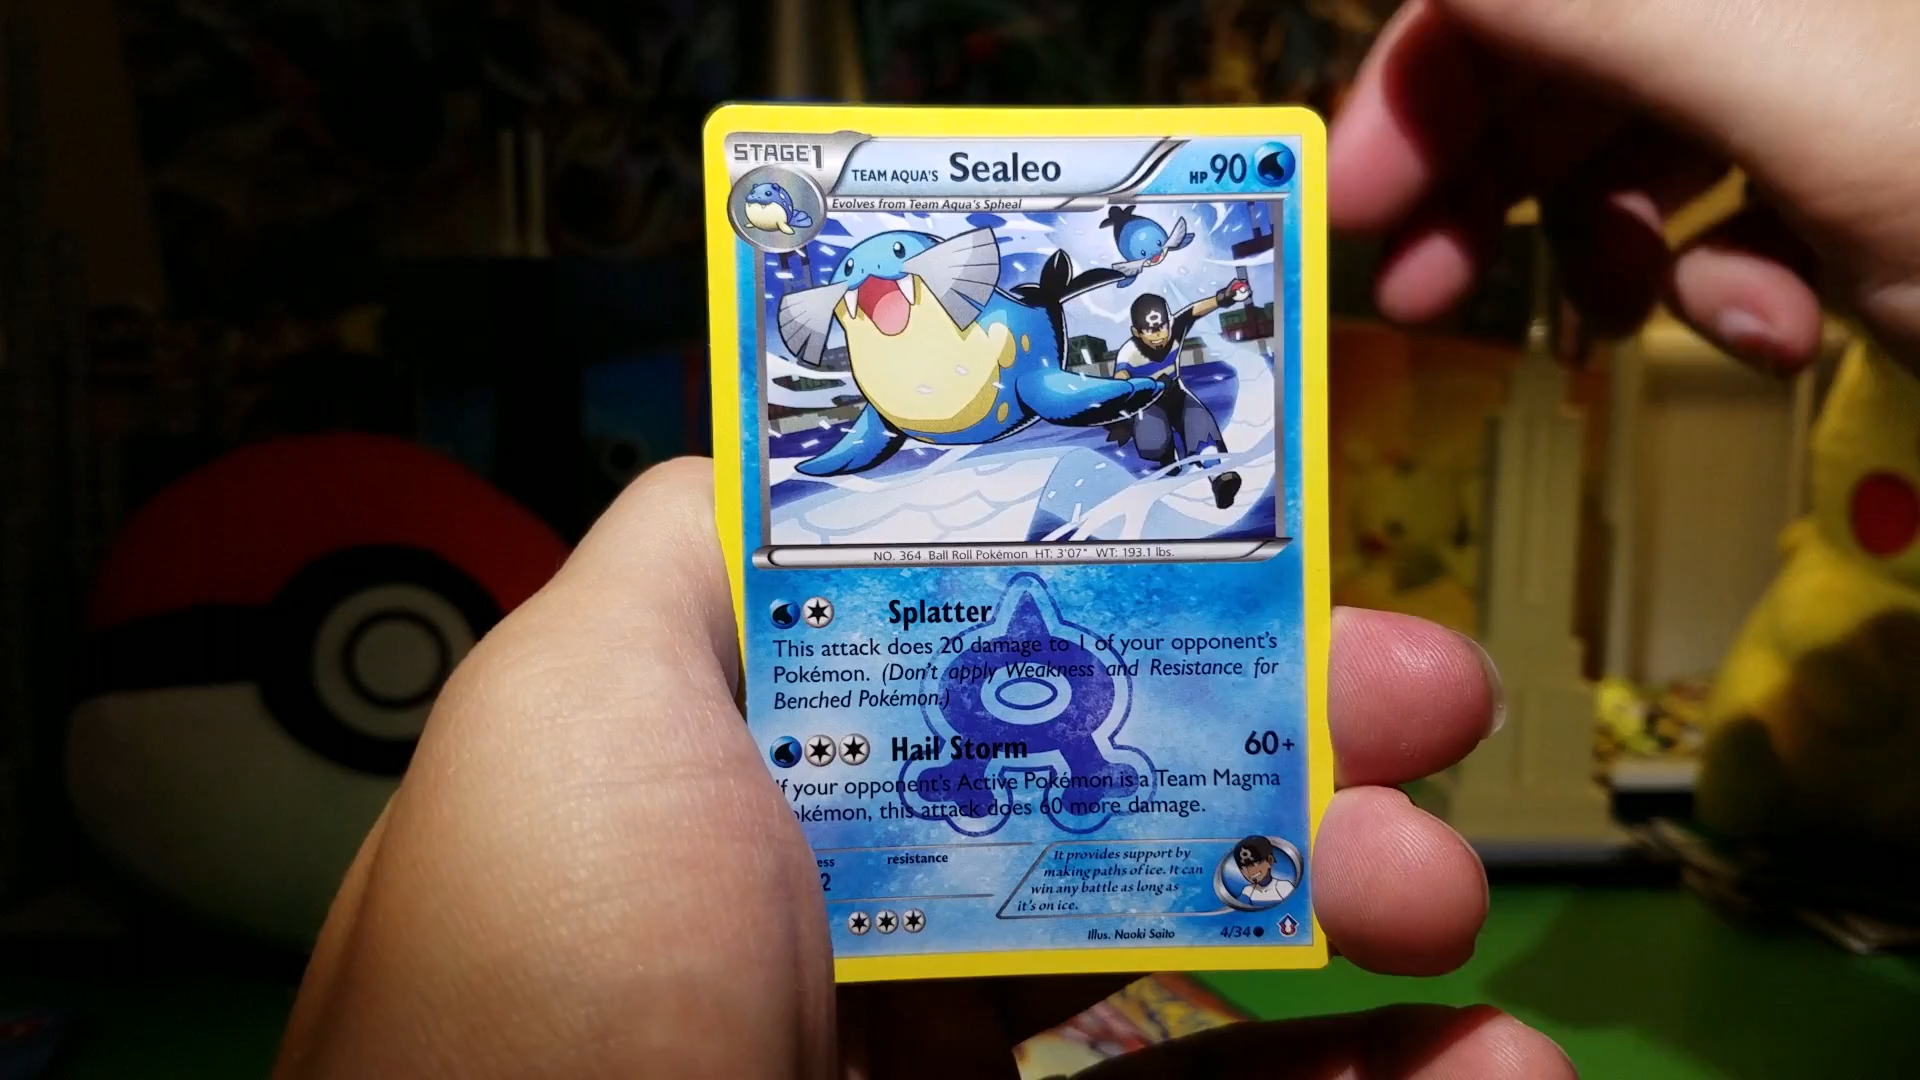 STAGE1
TEAM AQUA'S Sealeo
HP 90
Evolves from Team Aqua's Spheal
NO. 364 Ball Roll Pokémon HT: 3'07" WT: 193.1 lbs.
Splatter
This attack does 20 damage to 1 of your opponent's
Pokémon. (Don't apply Weakness and Resistance for
Benched Pokémon.)
Hail Storm 60+
f your opponent's Active Pokémon is a Team Magma
okémon, this attack does 60 more damage.
ess
2
resistance
It provides support by
making paths of ice. It can
win any battle as long as
it's on ice.
Illus. Naoki Saito
4/34